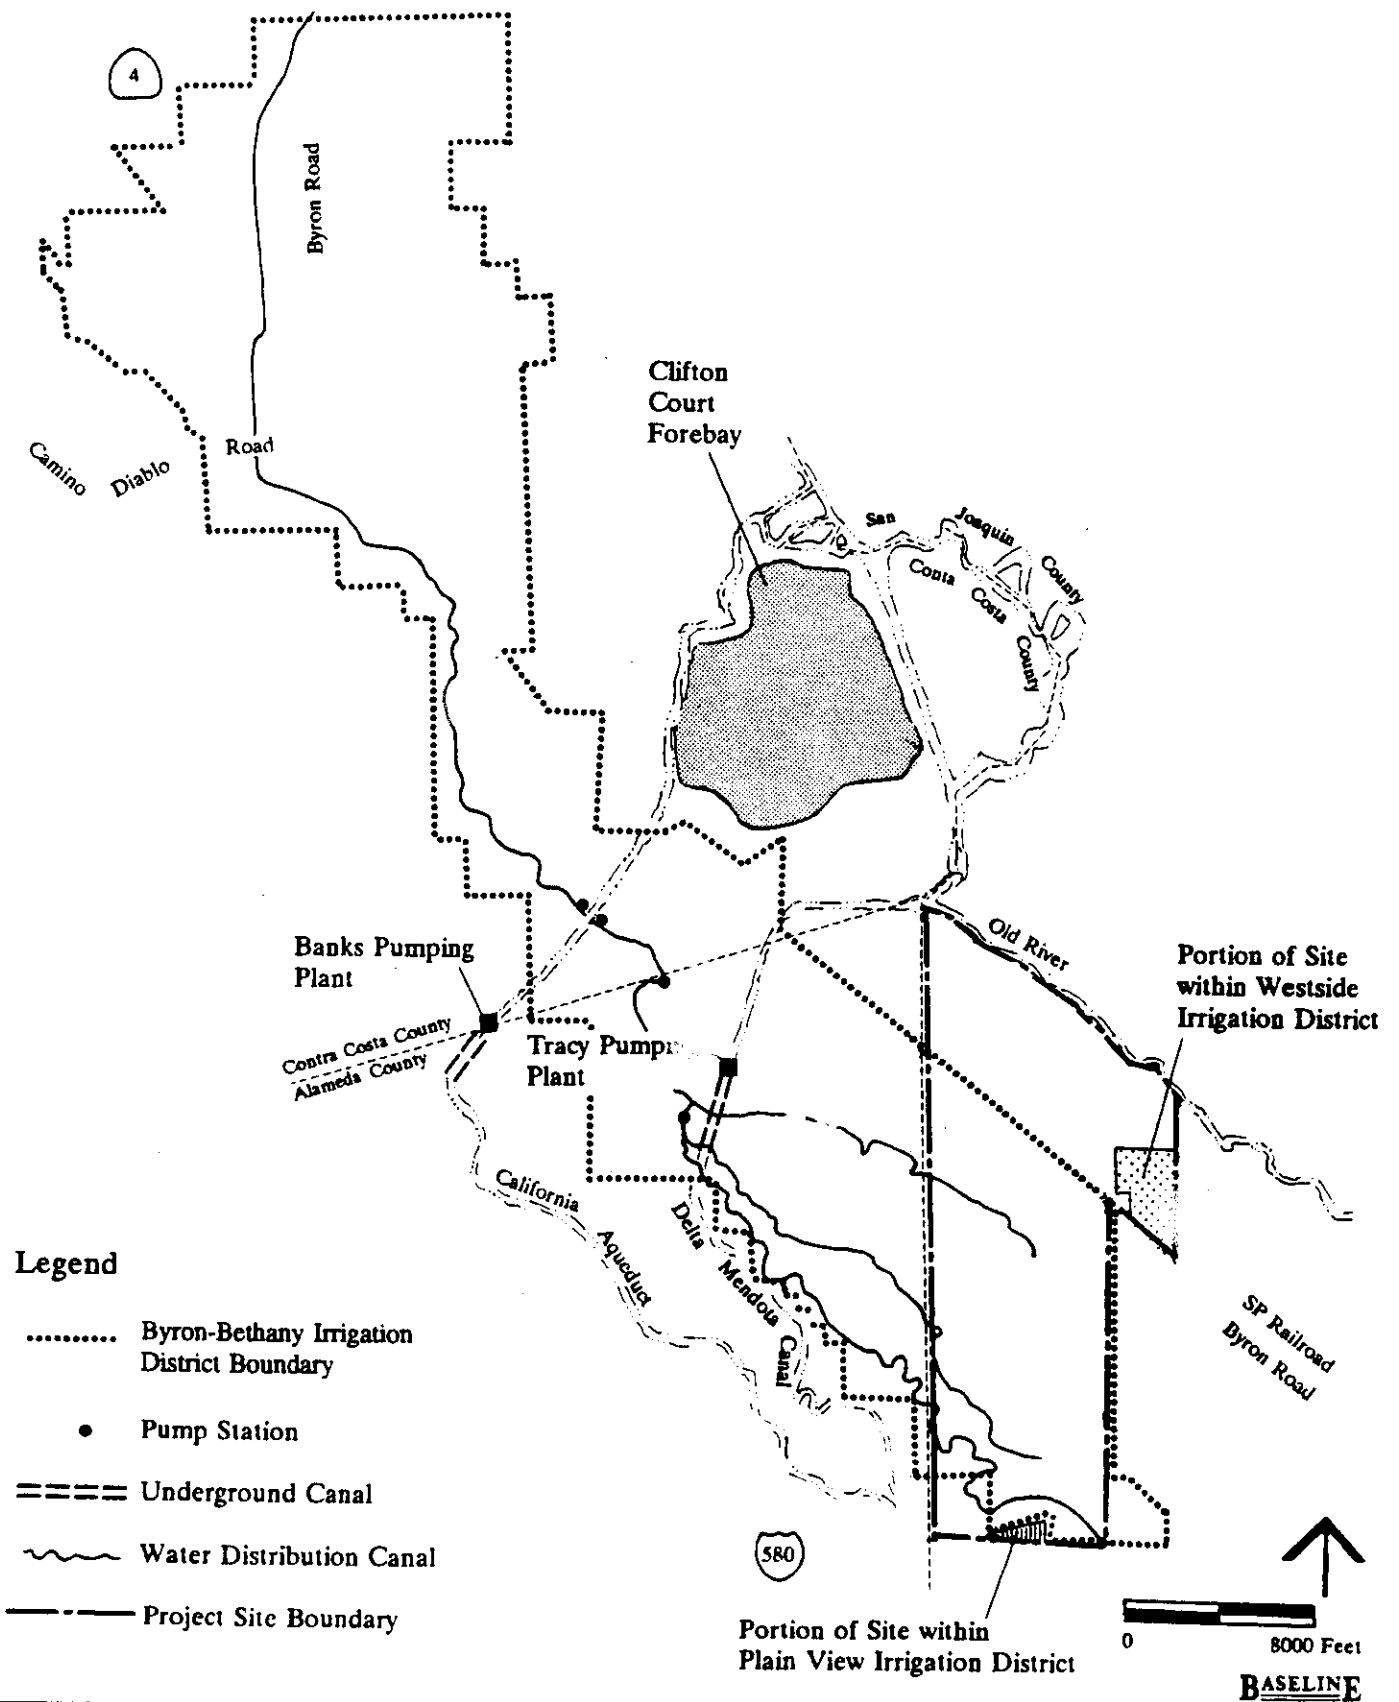 4
Byron Road
Clifton
Court
Forebay
Camino Diablo Road
San Joaquin County
Conta Costa County
Old River
Banks Pumping
Plant
Portion of Site
within Westside
Irrigation District
Contra Costa County
Alameda County
Tracy Pumpi
Plant
California Aqueduct
Delta Mendota Canal
SP Railroad
Byron Road
Legend
Byron-Bethany Irrigation
District Boundary
Pump Station
Underground Canal
Water Distribution Canal
Project Site Boundary
580
Portion of Site within
Plain View Irrigation District
0 8000 Feet
BASELINE